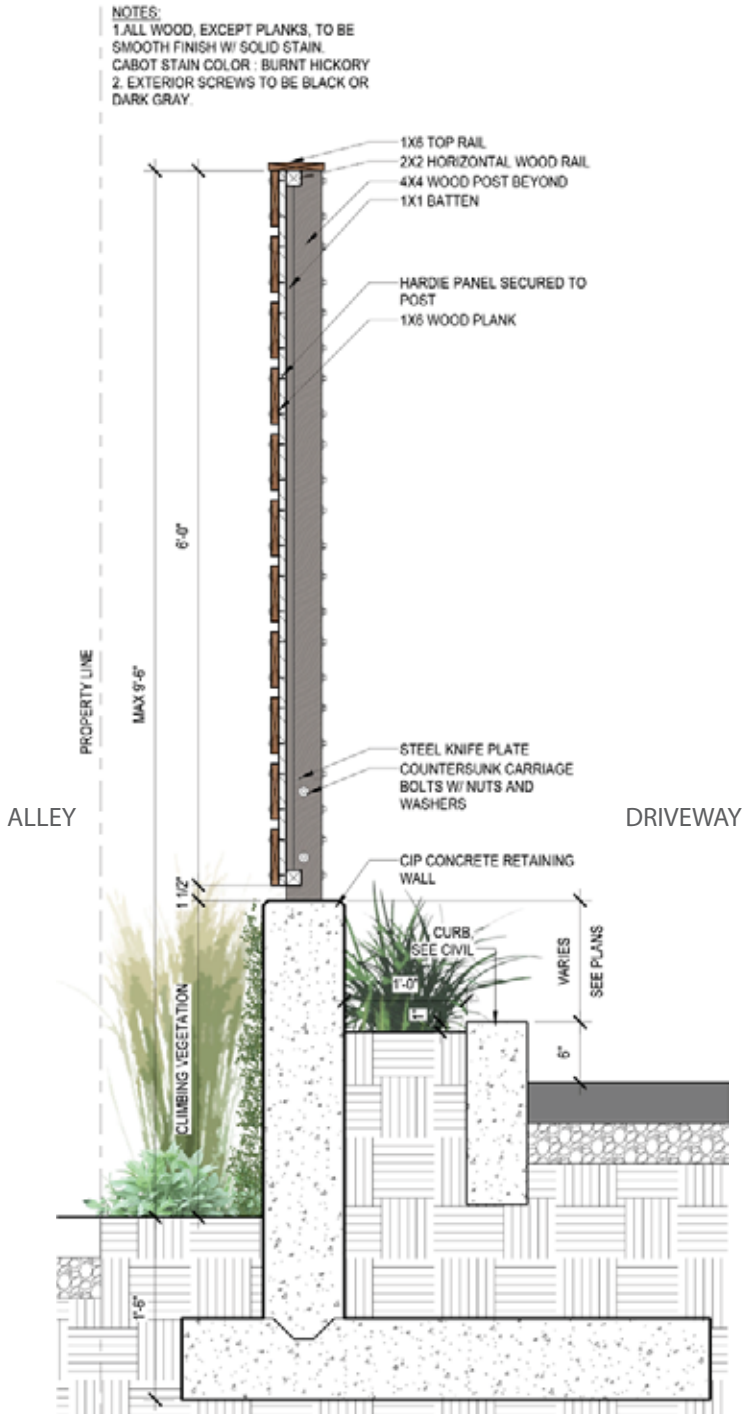 NOTES:
1.ALL WOOD, EXCEPT PLANKS, TO BE
SMOOTH FINISH W/ SOLID STAIN.
CABOT STAIN COLOR : BURNT HICKORY
2. EXTERIOR SCREWS TO BE BLACK OR
DARK GRAY.
1X6 TOP RAIL
2X2 HORIZONTAL WOOD RAIL
4X4 WOOD POST BEYOND
1X1 BATTEN
HARDIE PANEL SECURED TO
POST
1X6 WOOD PLANK
6'-0"
PROPERTY LINE
MAX 9'-6"
STEEL KNIFE PLATE
COUNTERSUNK CARRIAGE
BOLTS W/ NUTS AND
WASHERS
ALLEY
DRIVEWAY
CIP CONCRETE RETAINING
WALL
1 1/2"
CURB,
SEE CIVIL
VARIES
SEE PLANS
1'-0"
1"
6"
CLIMBING VEGETATION
1'-6"